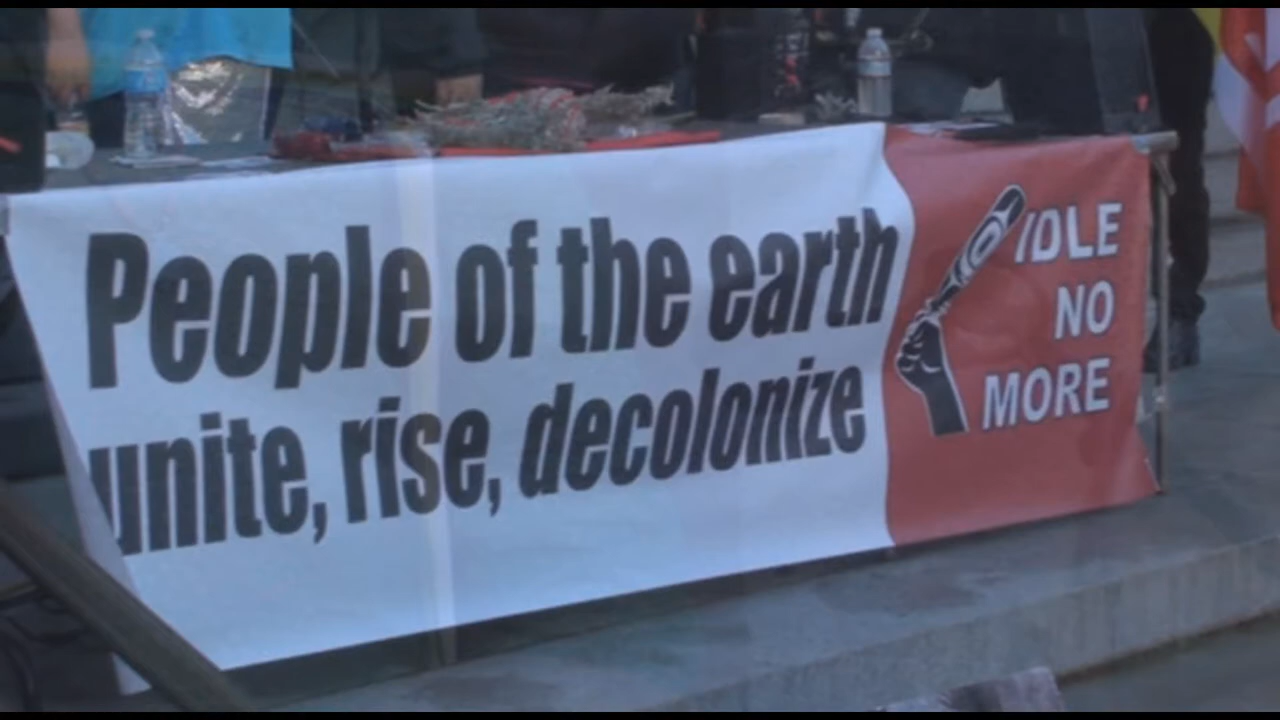 People of the earth
unite, rise, decolonize
IDLE
NO
MORE